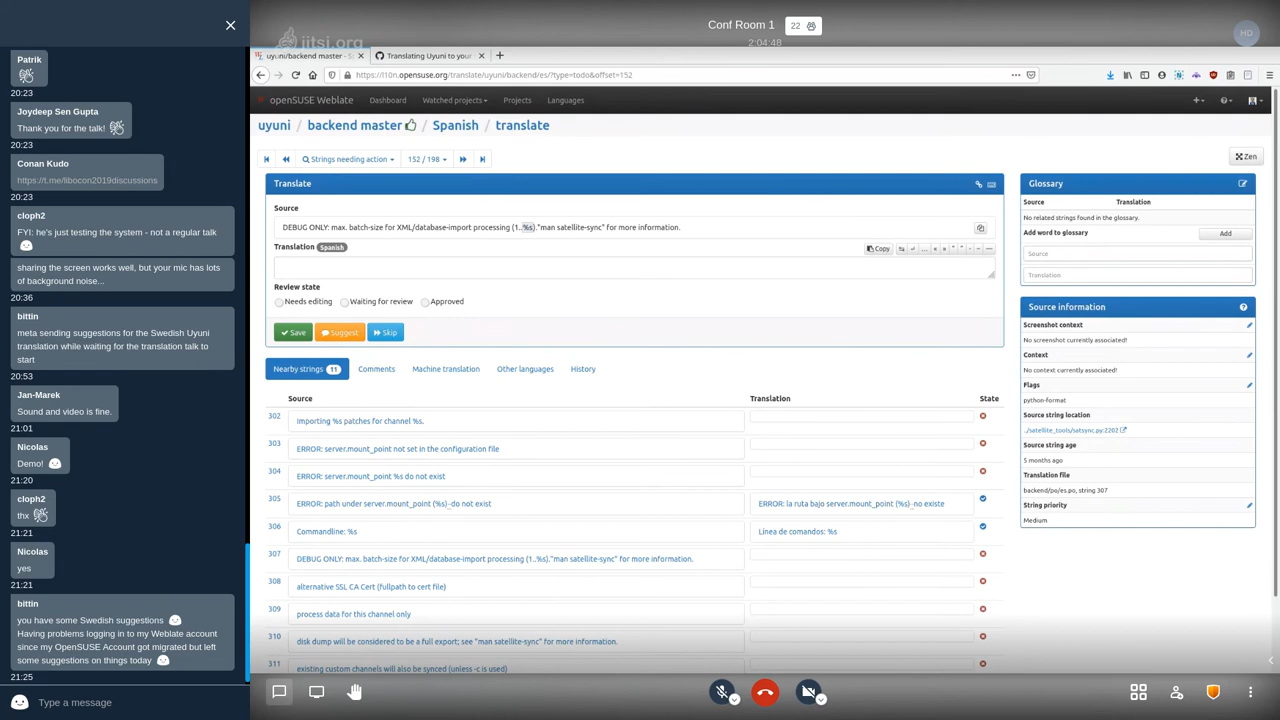 Patrik
20:23
Joydeep Sen Gupta
Thank you for the talk!
20:23
Conan Kudo
https://t.me/libocon2019discussions
20:23
cloph2
FYI: he's just testing the system - not a regular talk
sharing the screen works well, but your mic has lots
of background noise...
20:36
bittin
meta sending suggestions for the Swedish Uyuni
translation while waiting for the translation talk to
start
20:53
Jan-Marek
Sound and video is fine.
21:01
Nicolas
Demo!
21:20
cloph2
thx
21:21
Nicolas
yes
21:21
bittin
you have some Swedish suggestions
Having problems logging in to my Weblate account
since my OpenSUSE Account got migrated but left
some suggestions on things today
21:25
Type a message
jitsi.org
Conf Room 1
22
2:04:48
HD
uyuni/backend master - S
Translating Uyuni to your
https://l10n.opensuse.org/translate/uyuni/backend/es/?type=todo&offset=152
openSUSE Weblate Dashboard Watched projects Projects Languages
uyuni / backend master / Spanish / translate
Strings needing action 152 / 198
Zen
Translate
Source
DEBUG ONLY: max. batch-size for XML/database-import processing (1..%s)."man satellite-sync" for more information.
Translation Spanish
Copy
Review state
Needs editing Waiting for review Approved
Save Suggest Skip
Nearby strings 11 Comments Machine translation Other languages History
Source Translation State
302 Importing %s patches for channel %s.
303 ERROR: server.mount_point not set in the configuration file
304 ERROR: server.mount_point %s do not exist
305 ERROR: path under server.mount_point (%s)_do not exist ERROR: la ruta bajo server.mount_point (%s)_no existe
306 Commandline: %s Línea de comandos: %s
307 DEBUG ONLY: max. batch-size for XML/database-import processing (1..%s)."man satellite-sync" for more information.
308 alternative SSL CA Cert (fullpath to cert file)
309 process data for this channel only
310 disk dump will be considered to be a full export; see "man satellite-sync" for more information.
311 existing custom channels will also be synced (unless -c is used)
Glossary
Source Translation
No related strings found in the glossary.
Add word to glossary Add
Source
Translation
Source information
Screenshot context
No screenshot currently associated!
Context
No context currently associated!
Flags
python-format
Source string location
../satellite_tools/satsync.py:2202
Source string age
5 months ago
Translation file
backend/po/es.po, string 307
String priority
Medium